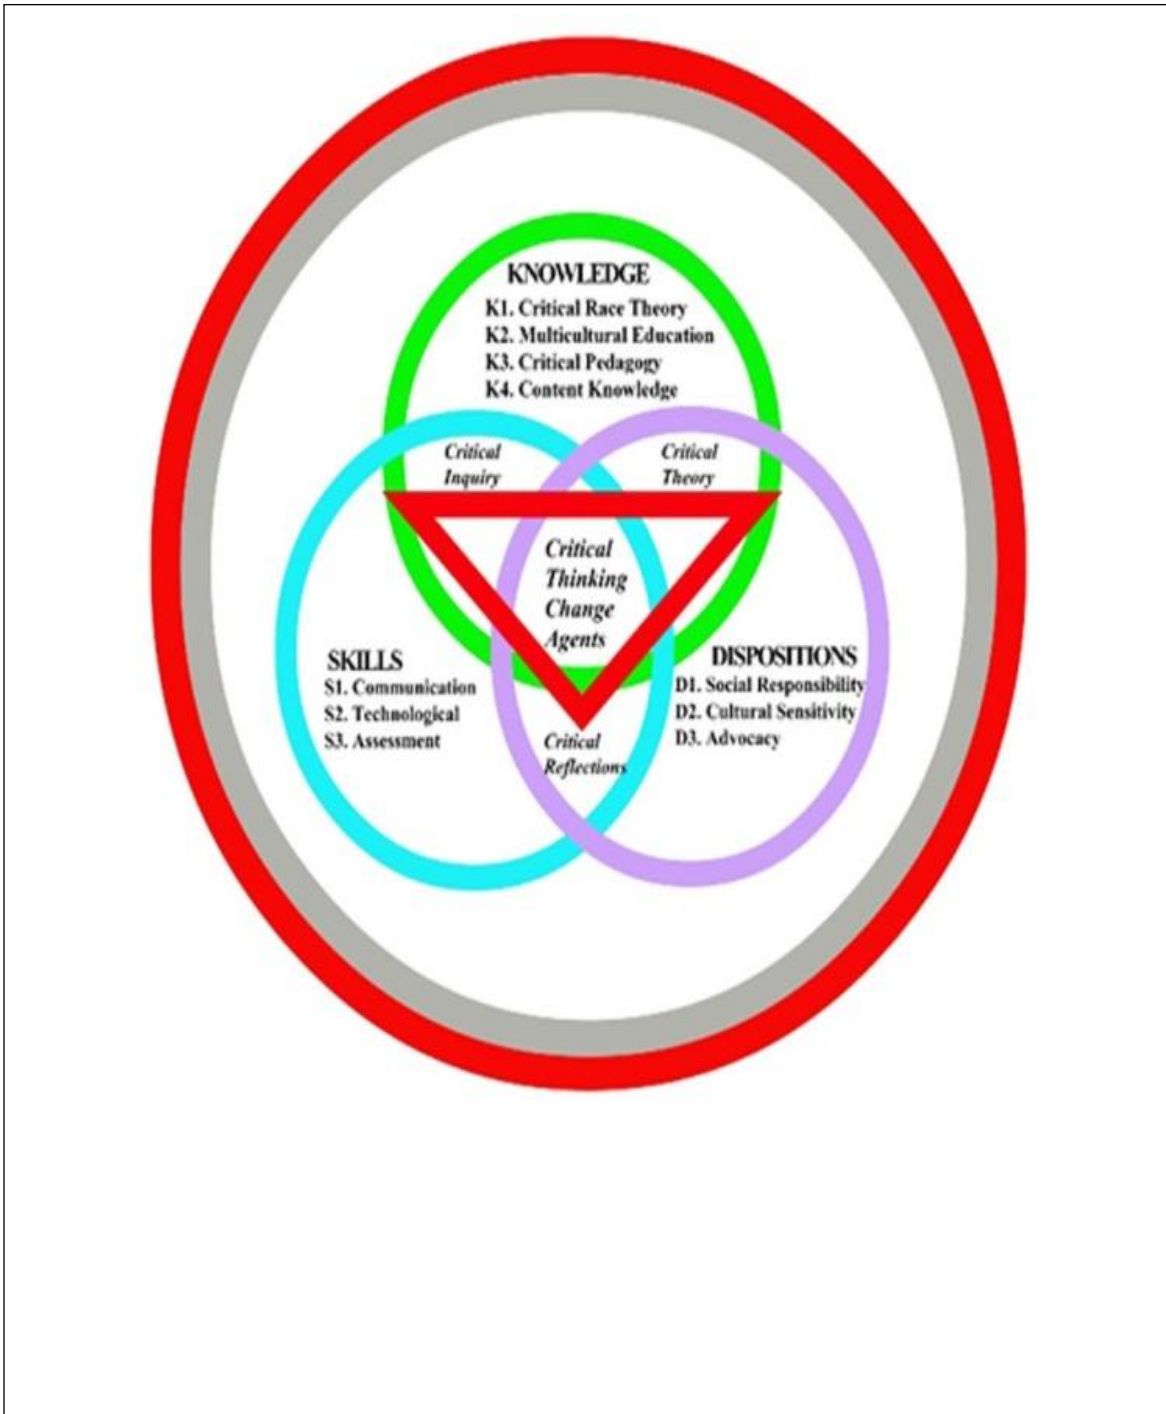 KNOWLEDGE
K1. Critical Race Theory
K2. Multicultural Education
K3. Critical Pedagogy
K4. Content Knowledge
Critical
Inquiry
Critical
Theory
Critical
Thinking
Change
Agents
SKILLS
S1. Communication
S2. Technological
S3. Assessment
DISPOSITIONS
D1. Social Responsibility
D2. Cultural Sensitivity
D3. Advocacy
Critical
Reflections